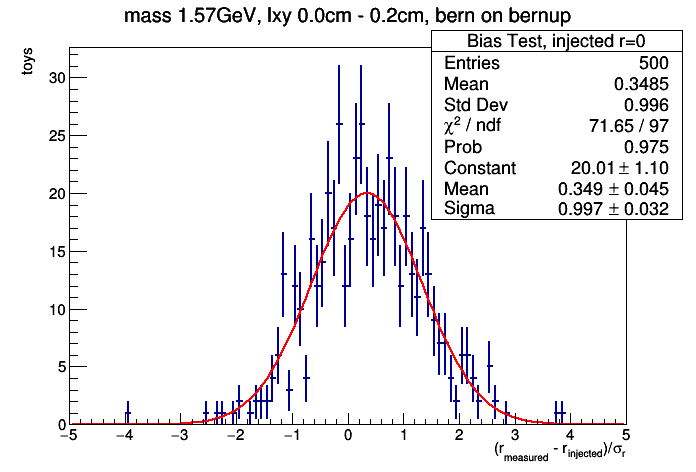 mass 1.57GeV, lxy 0.0cm - 0.2cm, bern on bernup
Bias Test, injected r=0
Entries 500
Mean 0.3485
Std Dev 0.996
χ² / ndf 71.65 / 97
Prob 0.975
Constant 20.01 ± 1.10
Mean 0.349 ± 0.045
Sigma 0.997 ± 0.032
toys
30
25
20
15
10
5
0
−5 −4 −3 −2 −1 0 1 2 3 4 5
(r_measured - r_injected)/σ_r